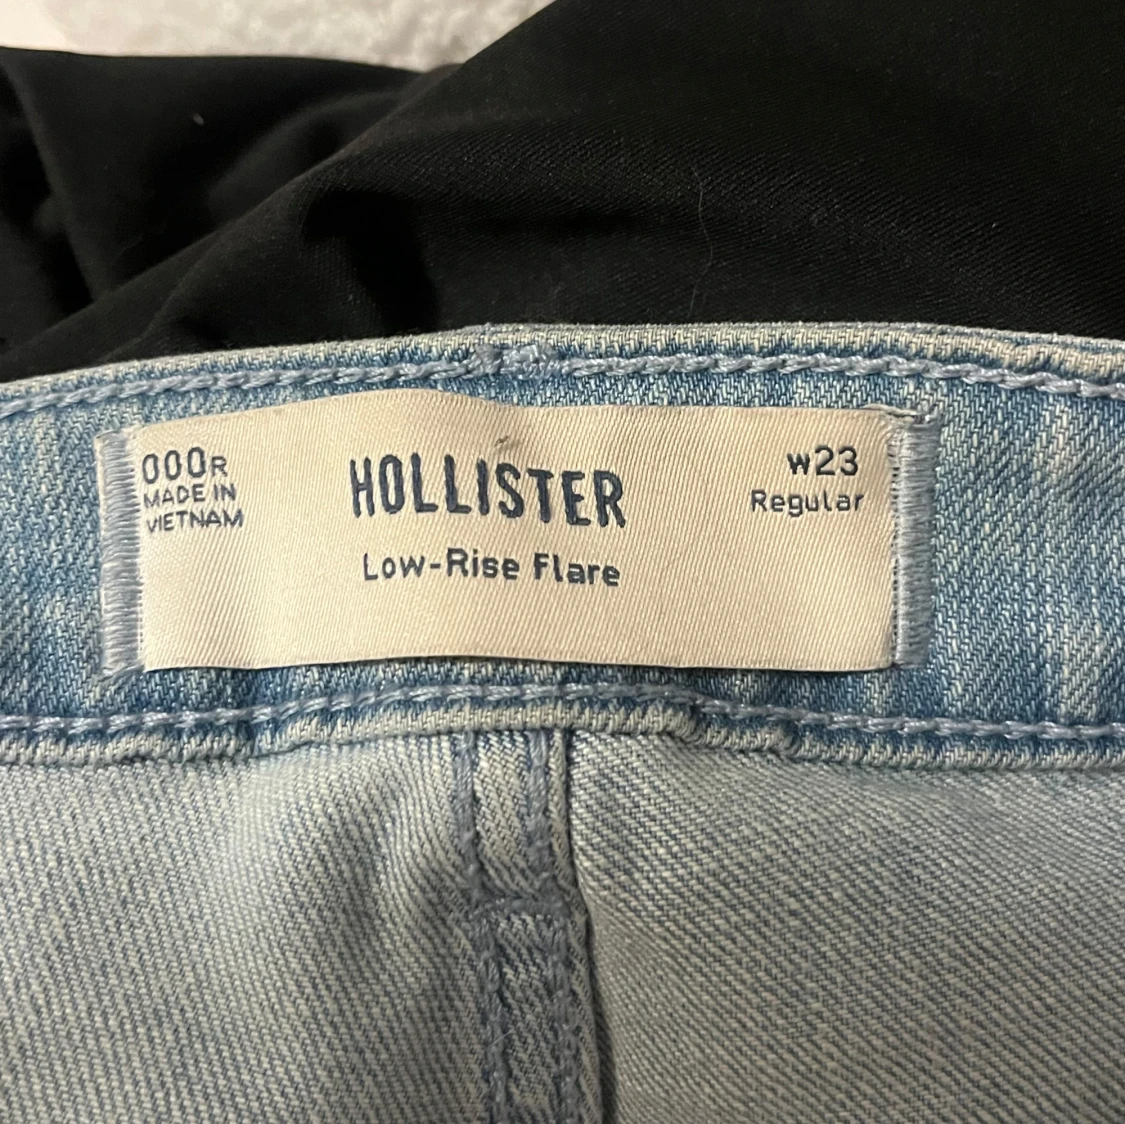 000R
MADE IN
VIETNAM
HOLLISTER
Low-Rise Flare
W23
Regular